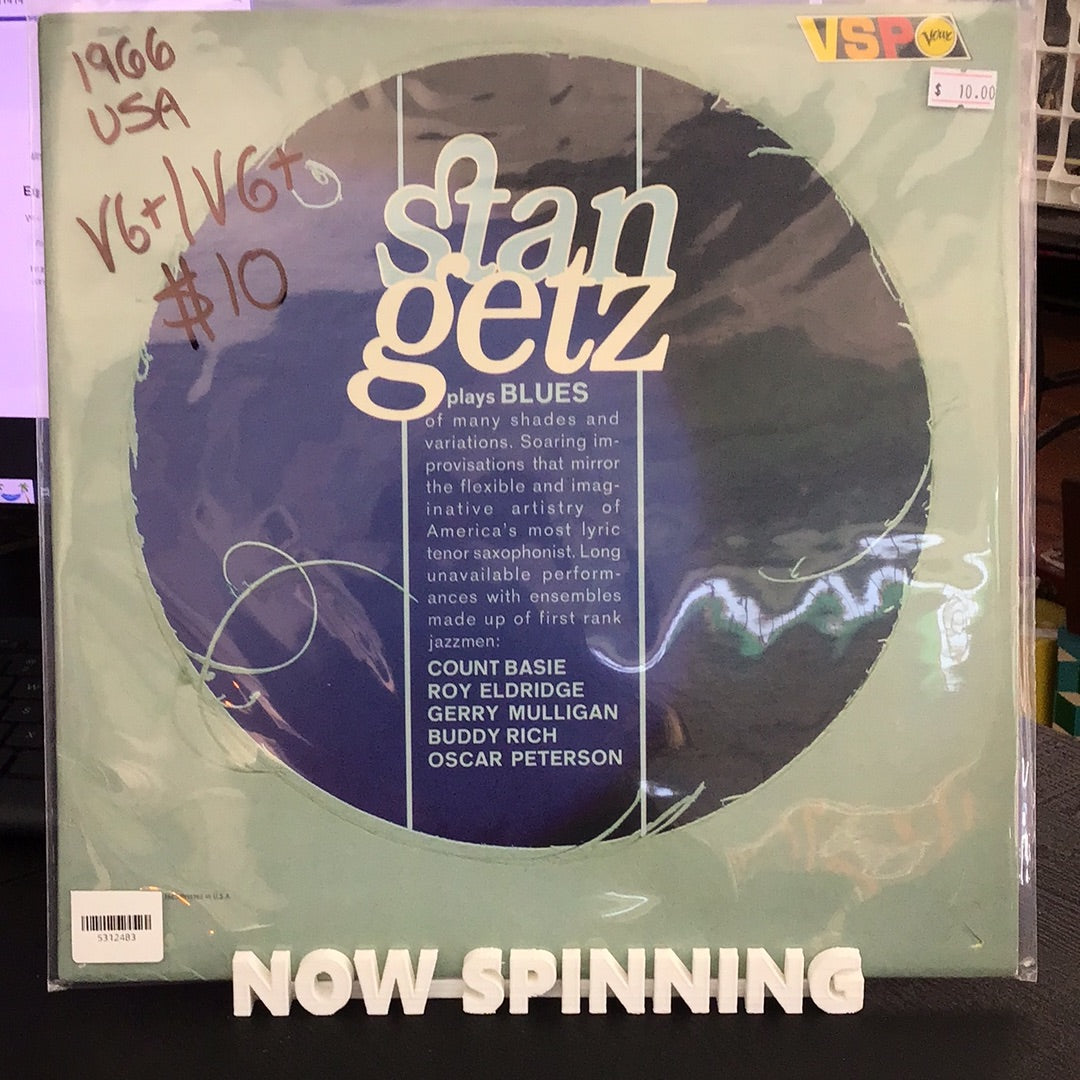 1966
USA
VG+/VG+
$10
VSP Verve
$ 10.00
stan
getz
plays BLUES
of many shades and
variations. Soaring im-
provisations that mirror
the flexible and imag-
inative artistry of
America's most lyric
tenor saxophonist. Long
unavailable perform-
ances with ensembles
made up of first rank
jazzmen:
COUNT BASIE
ROY ELDRIDGE
GERRY MULLIGAN
BUDDY RICH
OSCAR PETERSON
in U.S.A.
5312483
NOW SPINNING